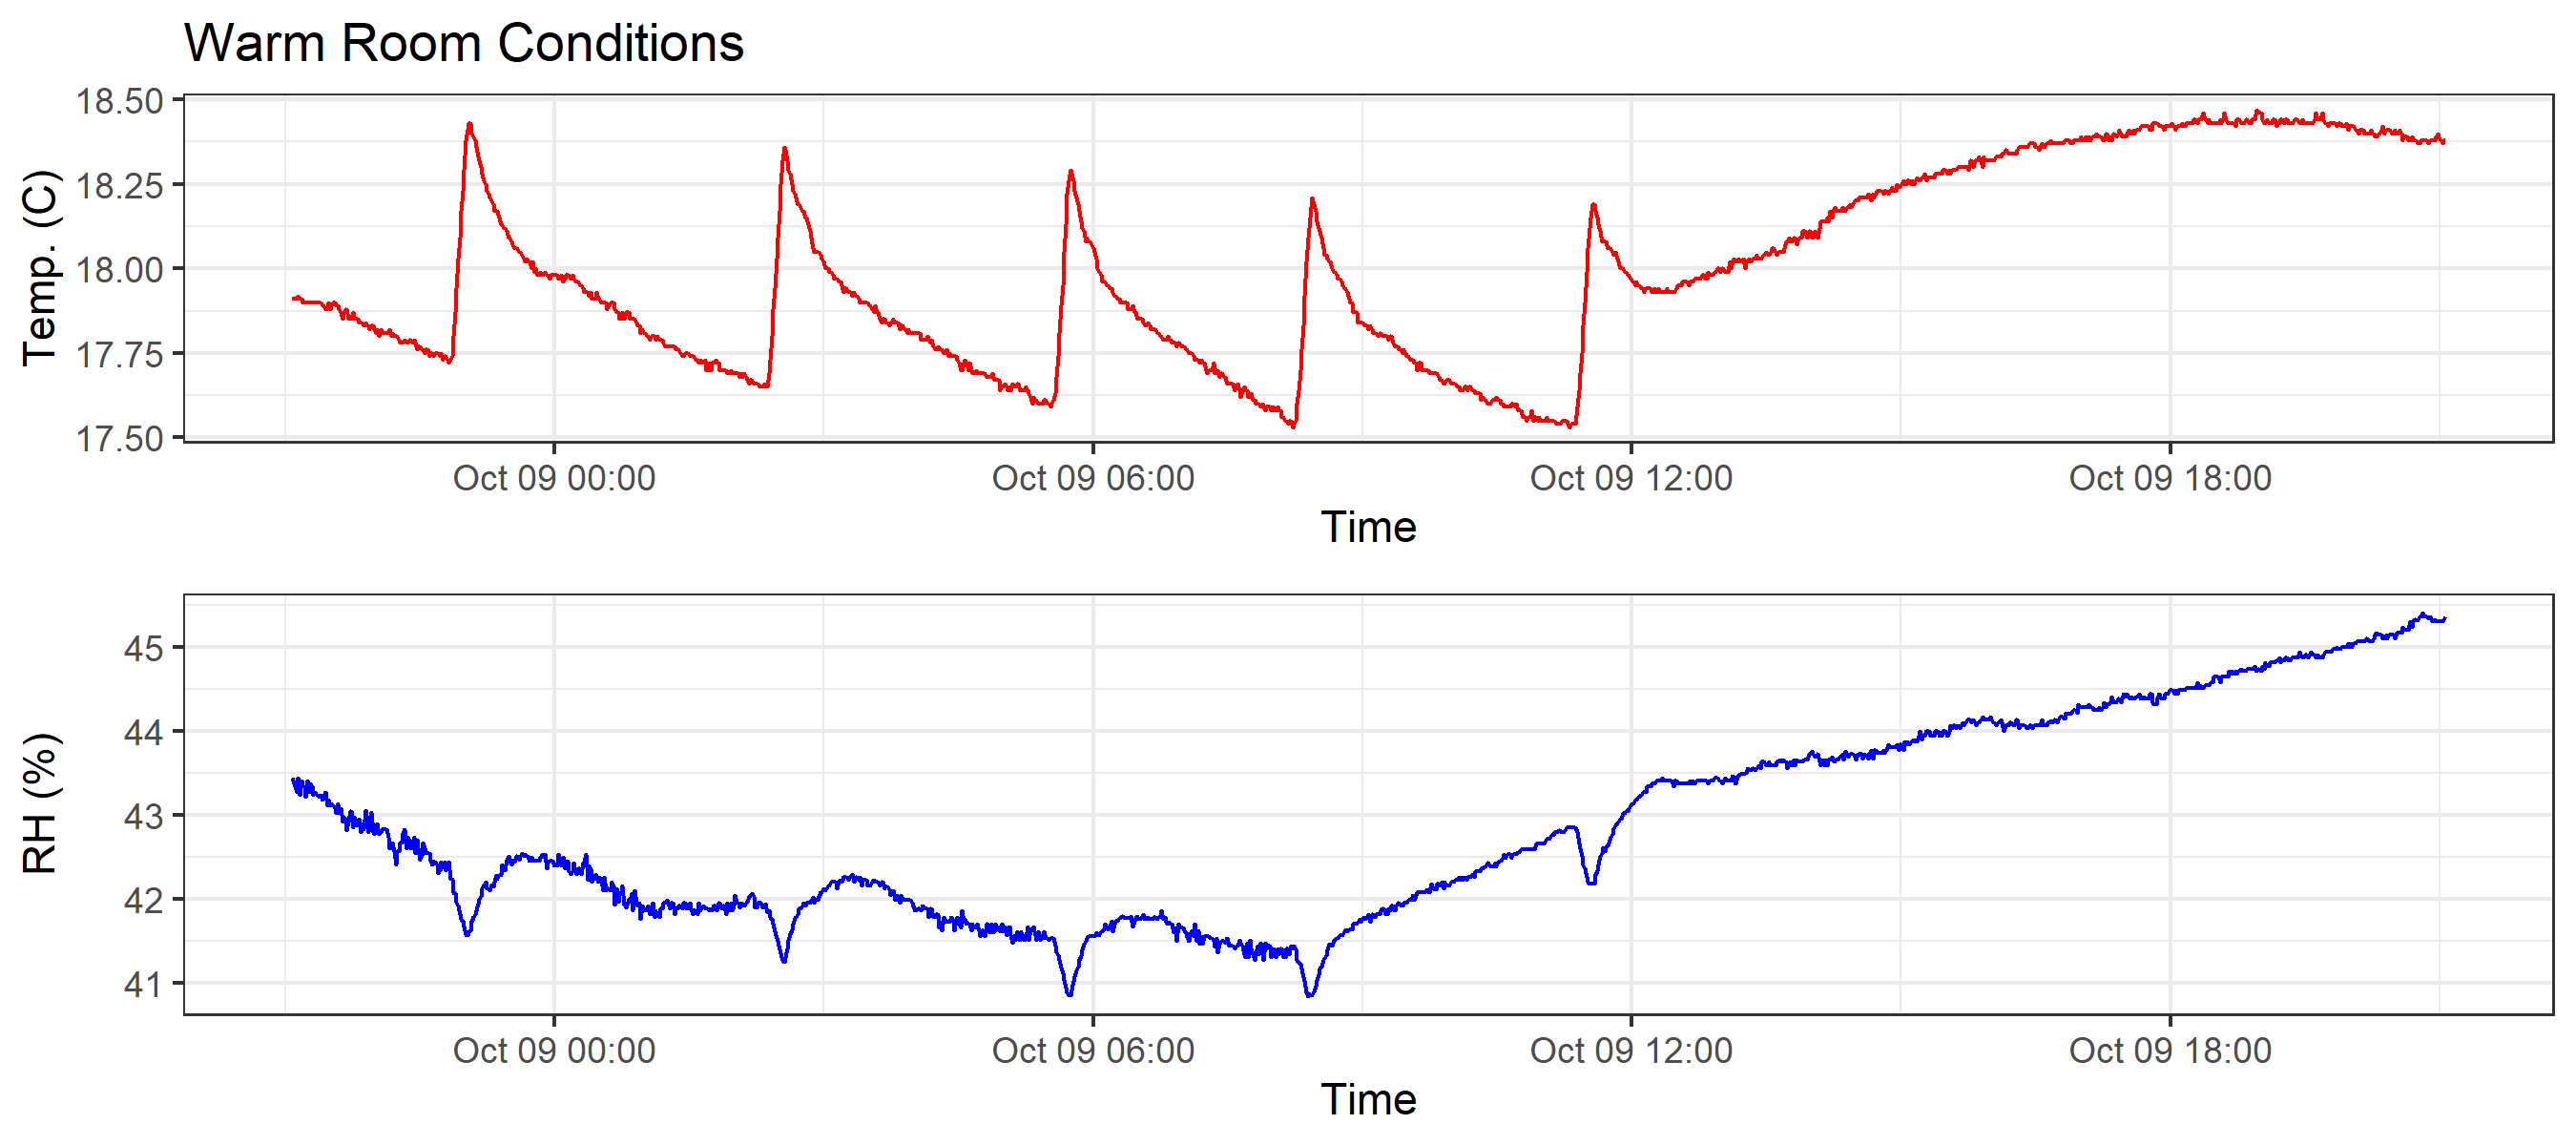 Warm Room Conditions
Temp. (C)
18.50
18.25
18.00
17.75
17.50
Oct 09 00:00 Oct 09 06:00 Oct 09 12:00 Oct 09 18:00
Time
RH (%)
45
44
43
42
41
Oct 09 00:00 Oct 09 06:00 Oct 09 12:00 Oct 09 18:00
Time